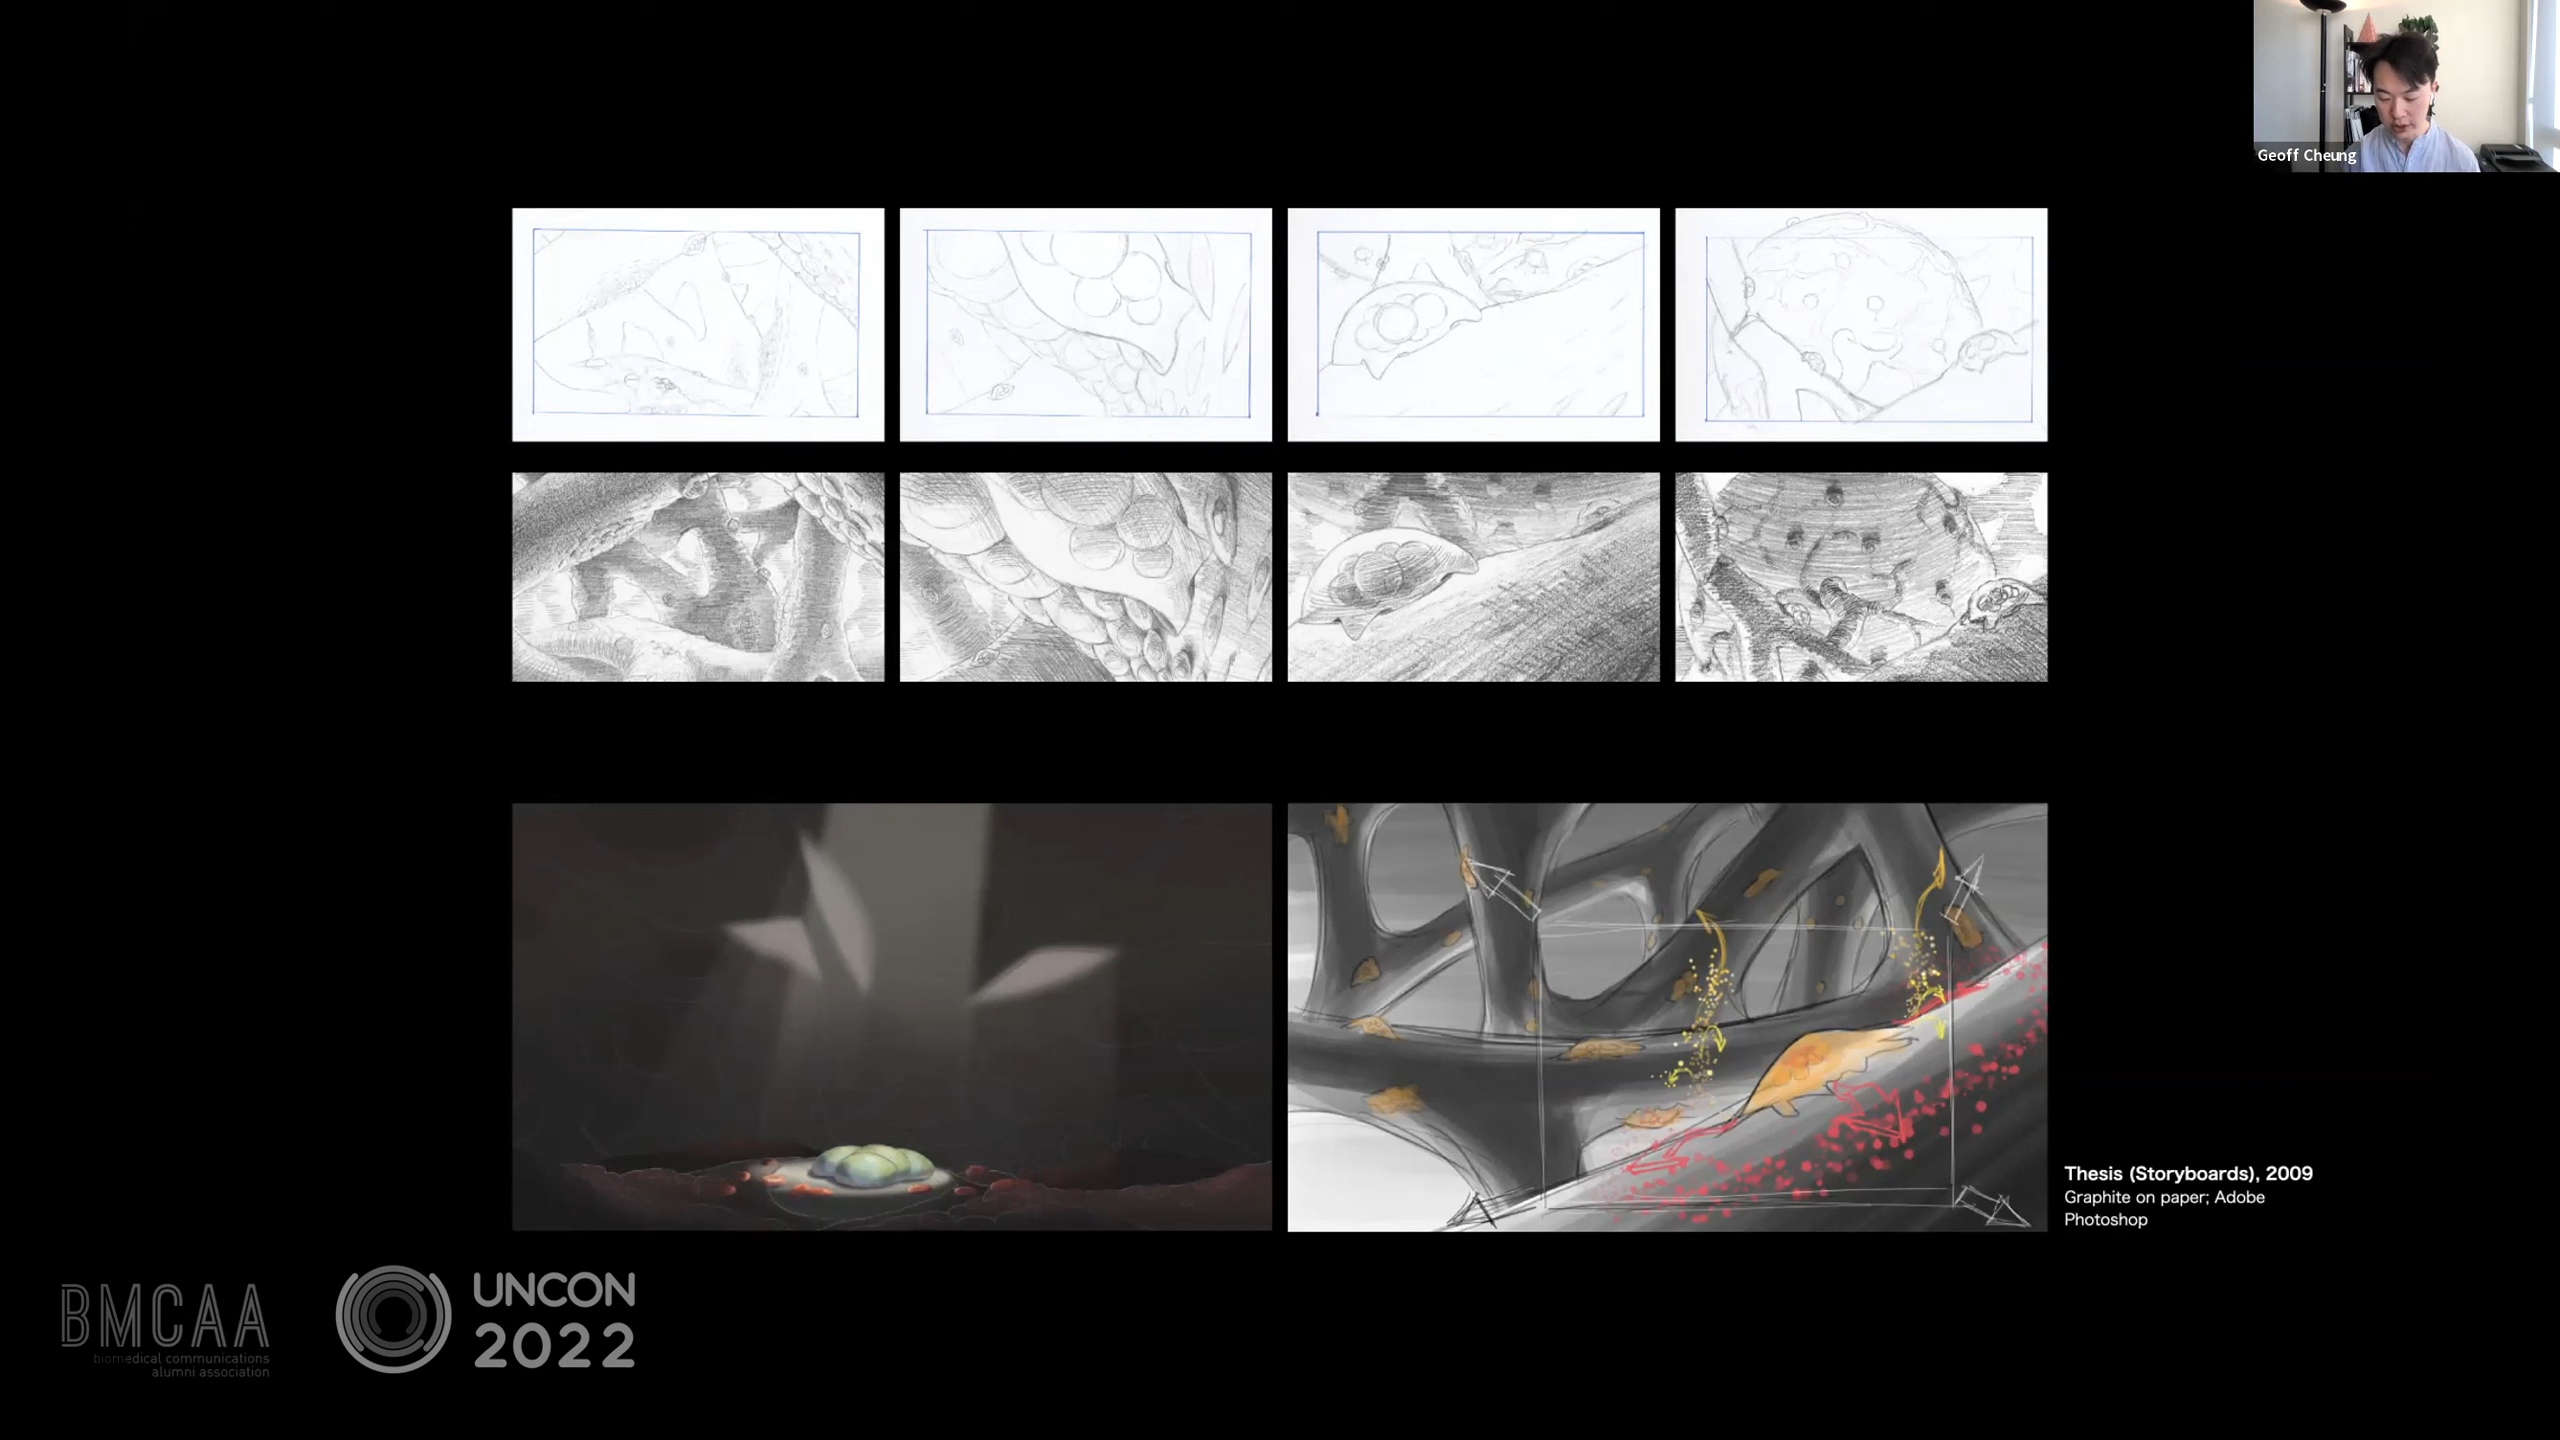 Geoff Cheung
Thesis (Storyboards), 2009
Graphite on paper; Adobe
Photoshop
BMCAA
biomedical communications
alumni association
UNCON
2022